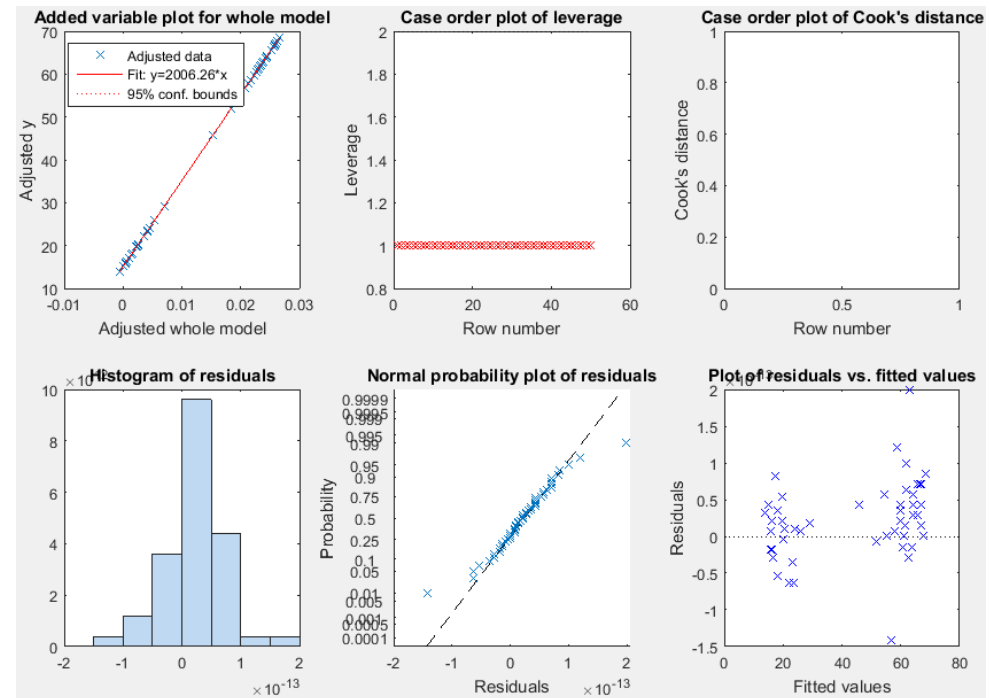 Added variable plot for whole model
70
60
50
40
30
20
10
Adjusted y
Adjusted data
Fit: y=2006.26*x
95% conf. bounds
-0.01 0 0.01 0.02 0.03
Adjusted whole model
Case order plot of leverage
2
1.8
1.6
1.4
1.2
1
0.8
Leverage
0 20 40 60
Row number
Case order plot of Cook's distance
1
0.8
0.6
0.4
0.2
0
Cook's distance
0 0.5 1
Row number
Histogram of residuals
10
8
6
4
2
0
-2 -1 0 1 2
×10-13
Normal probability plot of residuals
0.9999
0.9995
0.999
0.995
0.99
0.95
0.9
0.75
0.5
0.25
0.1
0.05
0.01
0.005
0.001
0.0005
0.0001
Probability
-2 -1 0 1 2
Residuals ×10-13
Plot of residuals vs. fitted values
2
1.5
1
0.5
0
-0.5
-1
-1.5
Residuals
0 20 40 60 80
Fitted values